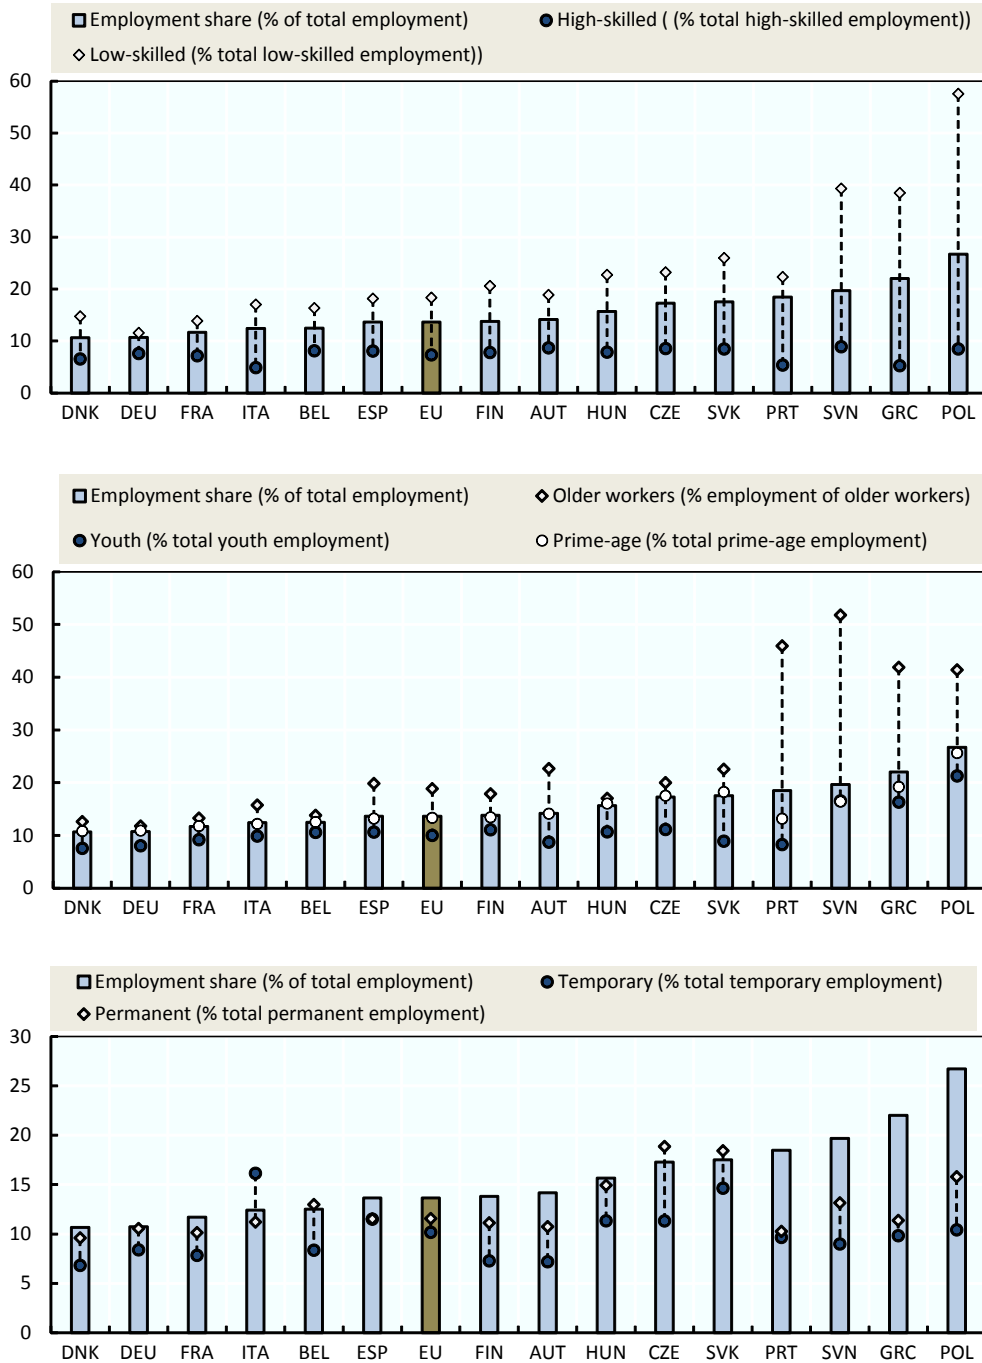 Employment share (% of total employment) High-skilled ( (% total high-skilled employment))
Low-skilled (% total low-skilled employment))
60
50
40
30
20
10
0
DNK DEU FRA ITA BEL ESP EU FIN AUT HUN CZE SVK PRT SVN GRC POL
Employment share (% of total employment) Older workers (% employment of older workers)
Youth (% total youth employment) Prime-age (% total prime-age employment)
60
50
40
30
20
10
0
DNK DEU FRA ITA BEL ESP EU FIN AUT HUN CZE SVK PRT SVN GRC POL
Employment share (% of total employment) Temporary (% total temporary employment)
Permanent (% total permanent employment)
30
25
20
15
10
5
0
DNK DEU FRA ITA BEL ESP EU FIN AUT HUN CZE SVK PRT SVN GRC POL